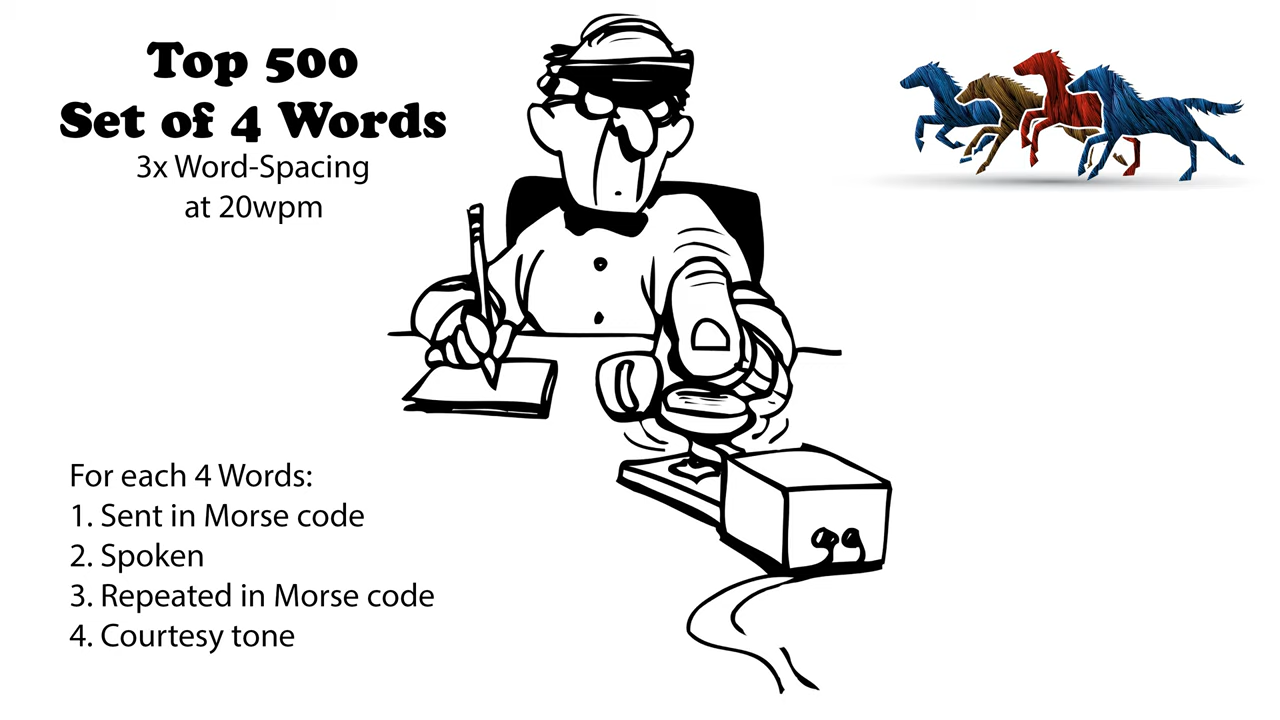 Top 500
Set of 4 Words
3x Word-Spacing
at 20wpm
For each 4 Words:
1. Sent in Morse code
2. Spoken
3. Repeated in Morse code
4. Courtesy tone